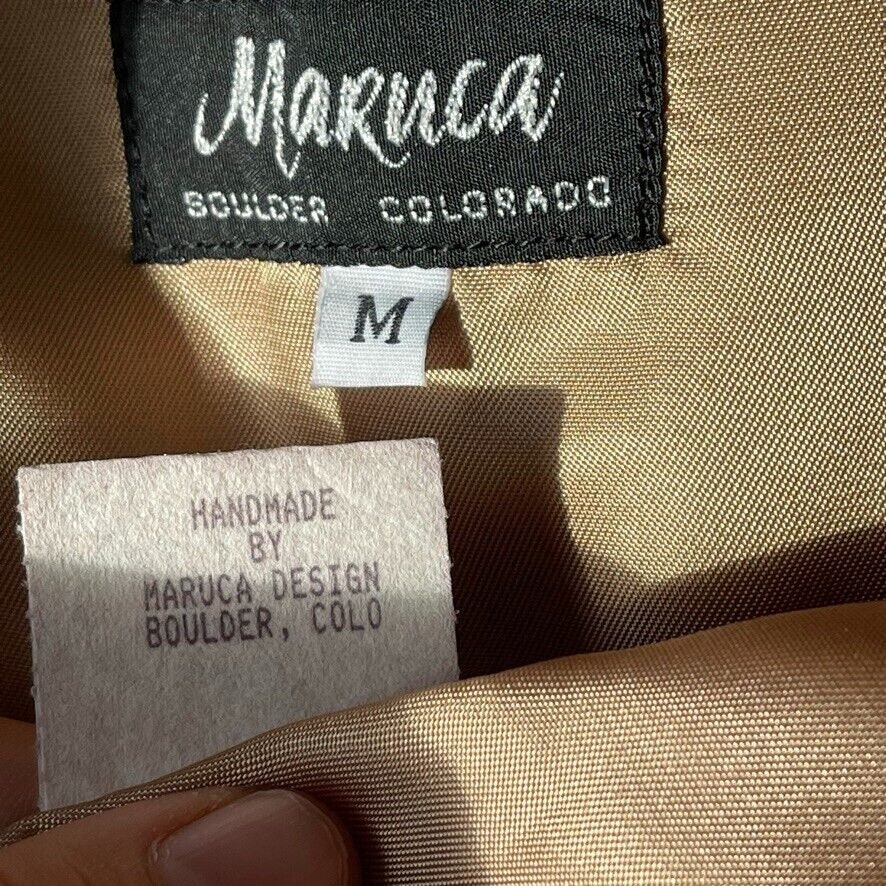 Maruca
BOULDER COLORADO
M
HANDMADE
BY
MARUCA DESIGN
BOULDER, COLO